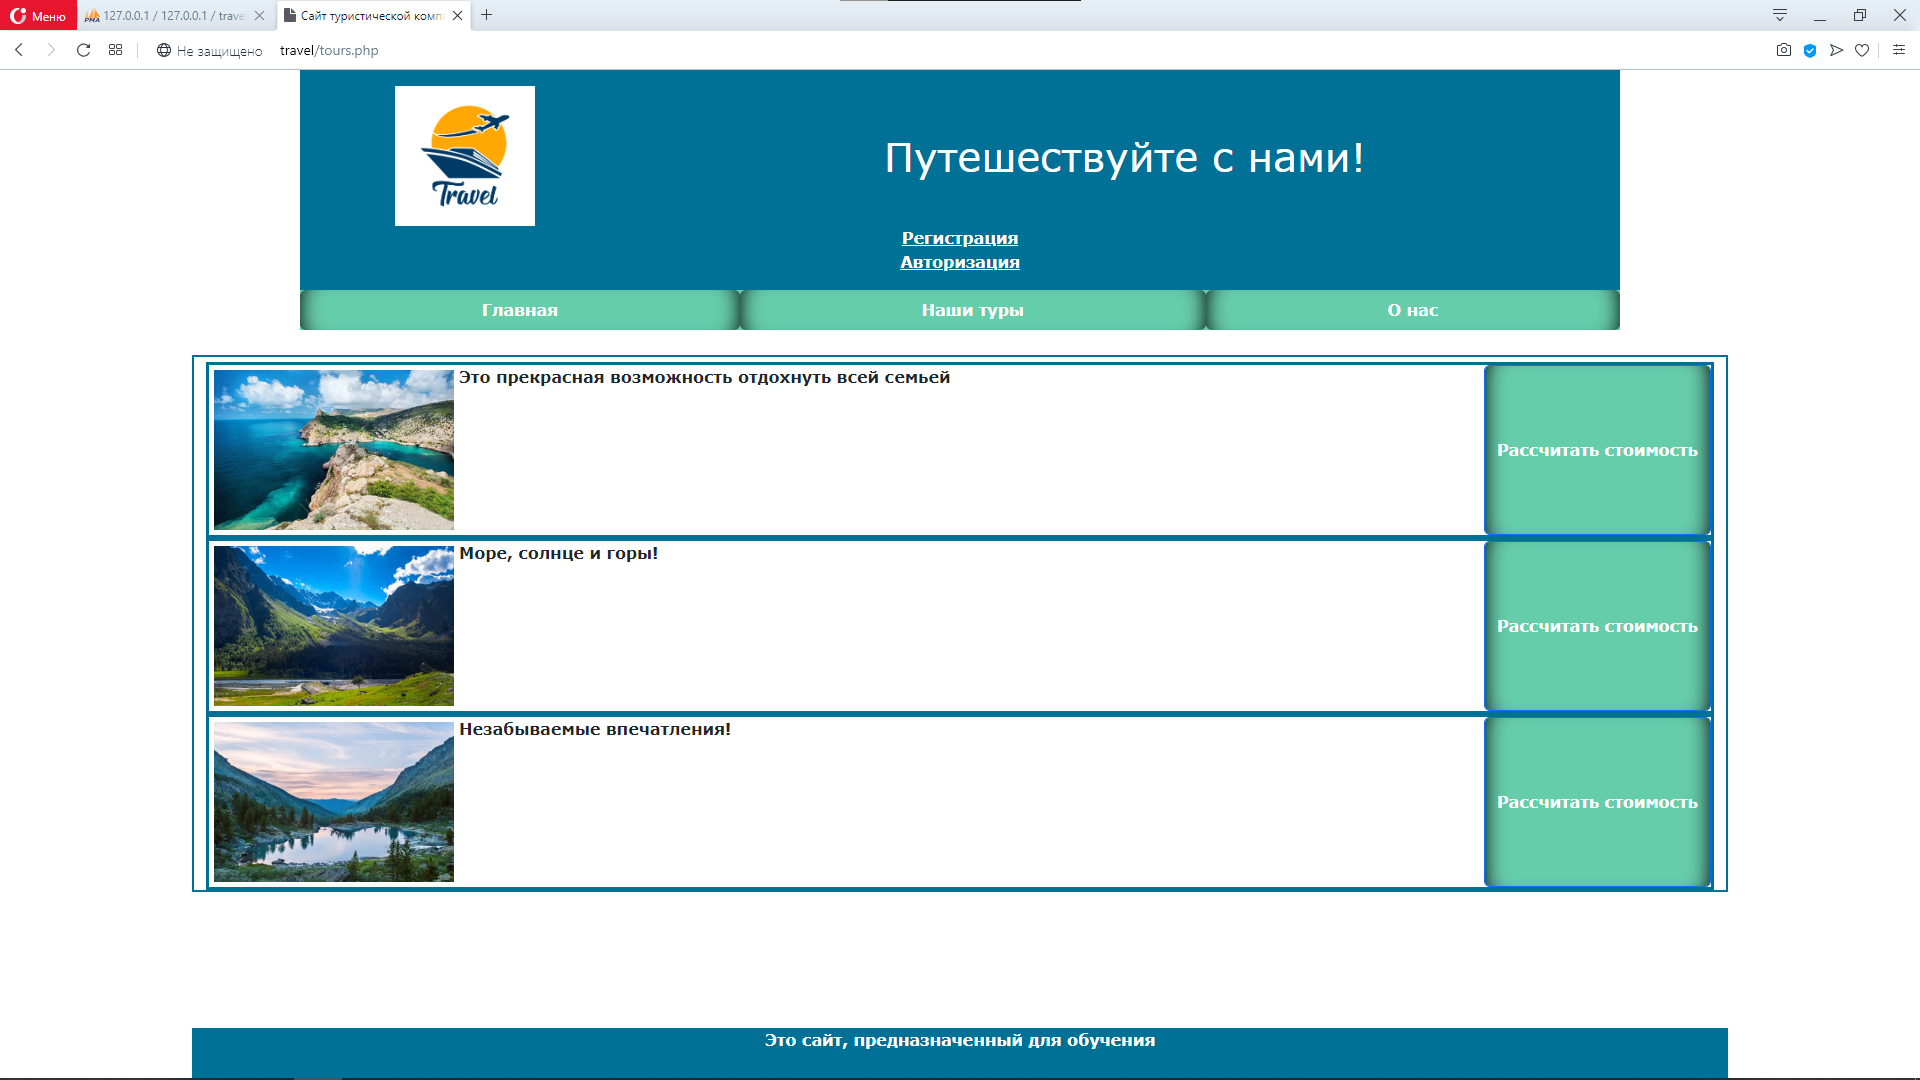 Меню
PMA
127.0.0.1 / 127.0.0.1 / trave
Сайт туристической комп
Не защищено
travel/tours.php
Travel
Путешествуйте с нами!
Регистрация
Авторизация
Главная
Наши туры
О нас
Это прекрасная возможность отдохнуть всей семьей
Рассчитать стоимость
Море, солнце и горы!
Рассчитать стоимость
Незабываемые впечатления!
Рассчитать стоимость
Это сайт, предназначенный для обучения